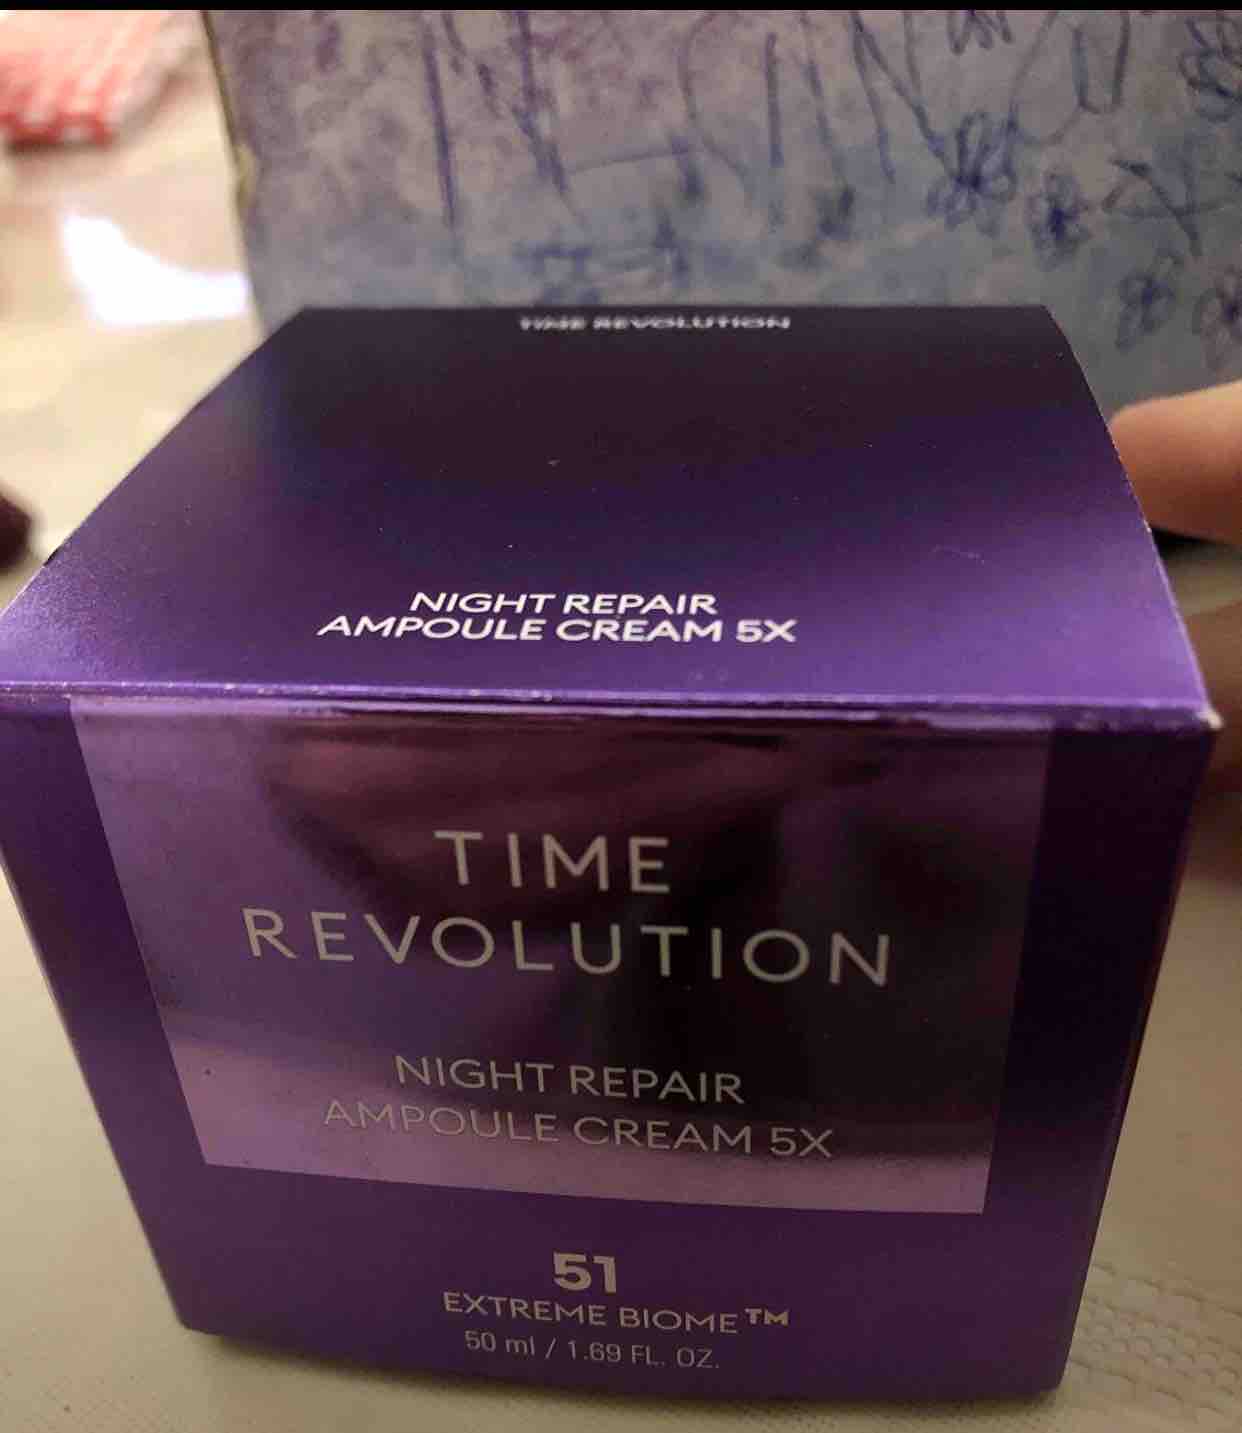 TIME REVOLUTION
NIGHT REPAIR
AMPOULE CREAM 5X
TIME
REVOLUTION
NIGHT REPAIR
AMPOULE CREAM 5X
51
EXTREME BIOME™
50 ml / 1.69 FL. OZ.